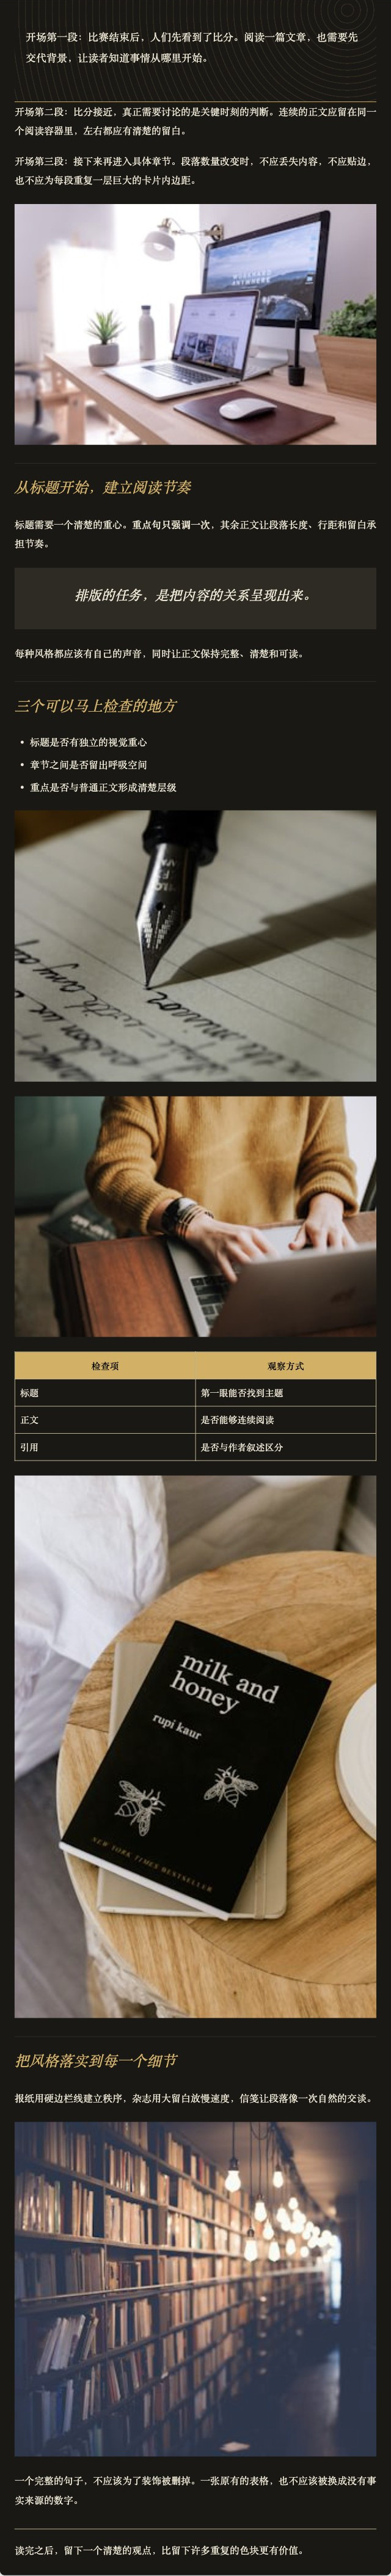 开场第一段：比赛结束后，人们先看到了比分。阅读一篇文章，也需要先
交代背景，让读者知道事情从哪里开始。
开场第二段：比分接近，真正需要讨论的是关键时刻的判断。连续的正文应留在同一
个阅读容器里，左右都应有清楚的留白。
开场第三段：接下来再进入具体章节。段落数量改变时，不应丢失内容，不应贴边，
也不应为每段重复一层巨大的卡片内边距。
从标题开始，建立阅读节奏
标题需要一个清楚的重心。重点句只强调一次，其余正文让段落长度、行距和留白承
担节奏。
排版的任务，是把内容的关系呈现出来。
每种风格都应该有自己的声音，同时让正文保持完整、清楚和可读。
三个可以马上检查的地方
• 标题是否有独立的视觉重心
• 章节之间是否留出呼吸空间
• 重点是否与普通正文形成清楚层级
检查项 观察方式
标题 第一眼能否找到主题
正文 是否能够连续阅读
引用 是否与作者叙述区分
milk and
honey
rupi kaur
NEW YORK TIMES BESTSELLER
把风格落实到每一个细节
报纸用硬边栏线建立秩序，杂志用大留白放慢速度，信笺让段落像一次自然的交谈。
一个完整的句子，不应该为了装饰被删掉。一张原有的表格，也不应该被换成没有事
实来源的数字。
读完之后，留下一个清楚的观点，比留下许多重复的色块更有价值。